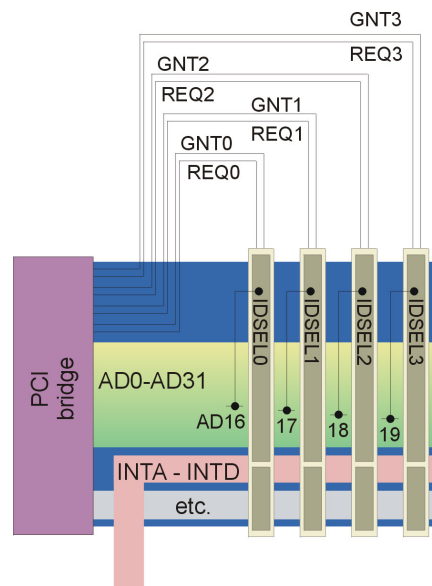 GNT3
REQ3
GNT2
REQ2
GNT1
REQ1
GNT0
REQ0
PCI
bridge
IDSEL0
IDSEL1
IDSEL2
IDSEL3
AD0-AD31
AD16
17
18
19
INTA - INTD
etc.